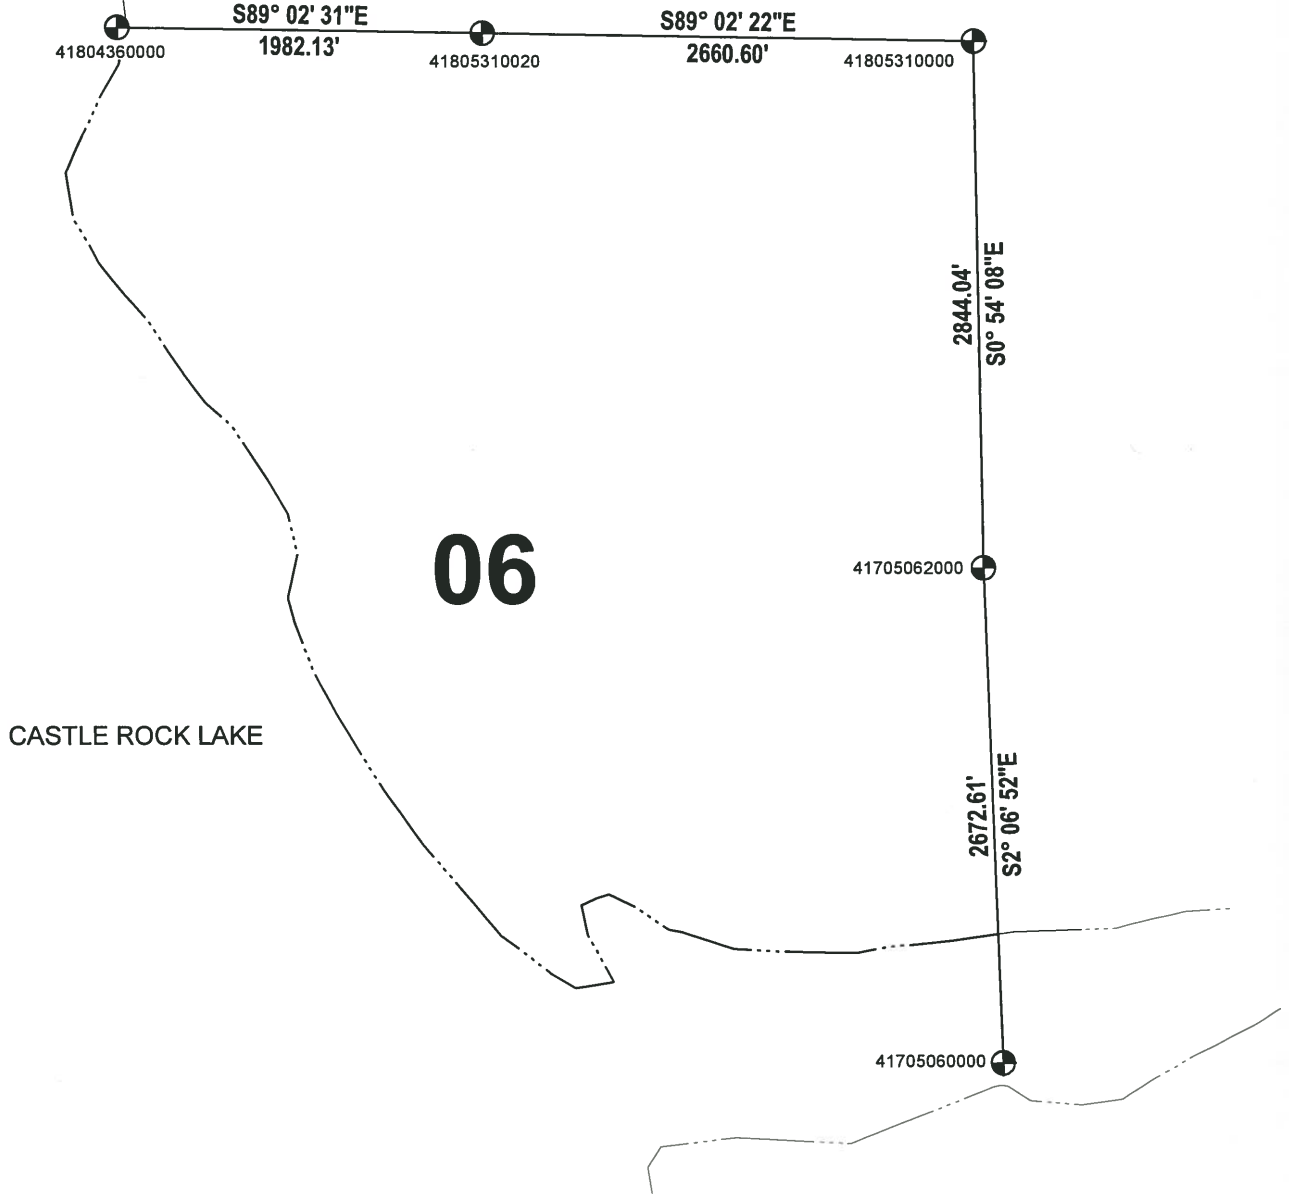 S89° 02' 31"E
1982.13'
S89° 02' 22"E
2660.60'
41804360000
41805310020
41805310000
2844.04'
S0° 54' 08"E
06
41705062000
CASTLE ROCK LAKE
2672.61'
S2° 06' 52"E
41705060000